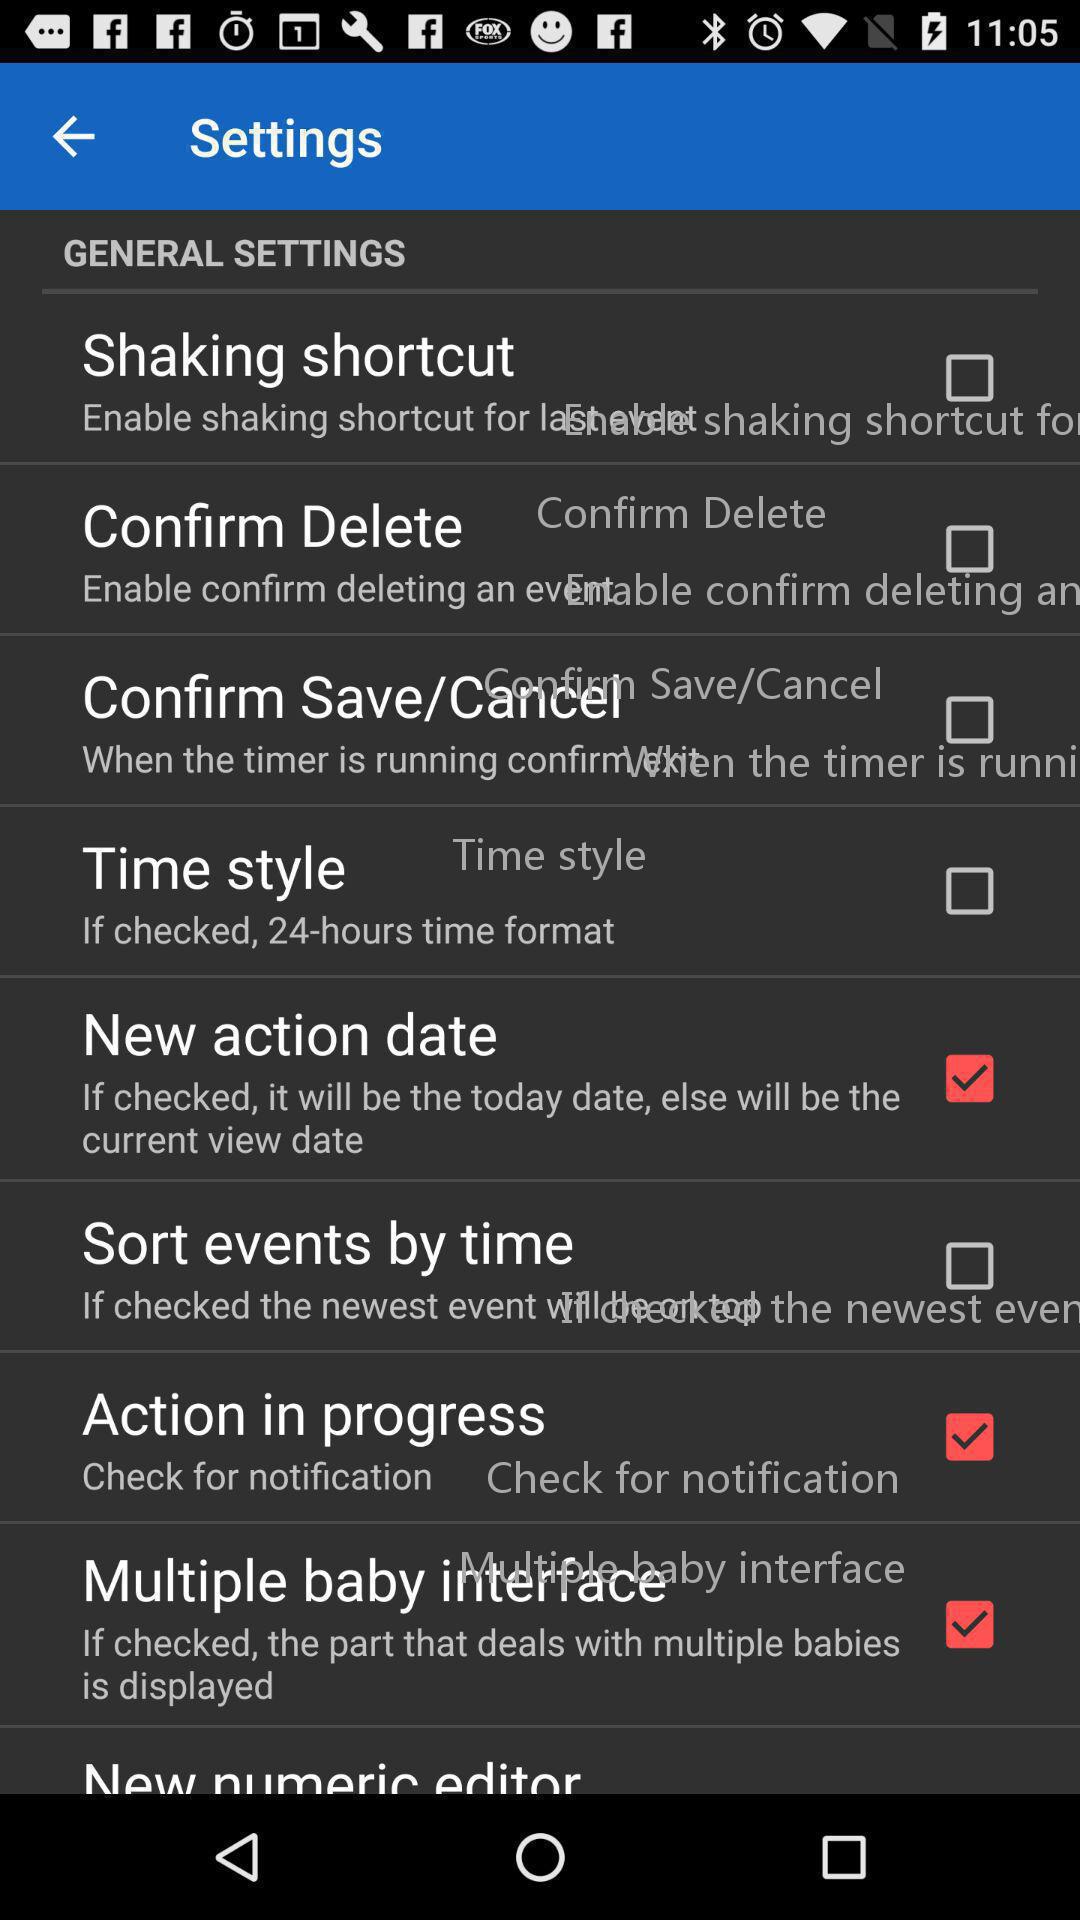 11:05
Settings
GENERAL SETTINGS
Shaking shortcut
Enable shaking shortcut for last event
Enable shaking shortcut for
Confirm Delete
Confirm Delete
Enable confirm deleting an event
Enable confirm deleting an
Confirm Save/Cancel
Confirm Save/Cancel
When the timer is running confirm exit
When the timer is runni
Time style
Time style
If checked, 24-hours time format
New action date
If checked, it will be the today date, else will be the
current view date
Sort events by time
If checked the newest event will be on top
If checked the newest even
Action in progress
Check for notification
Check for notification
Multiple baby interface
Multiple baby interface
If checked, the part that deals with multiple babies
is displayed
New numeric editor